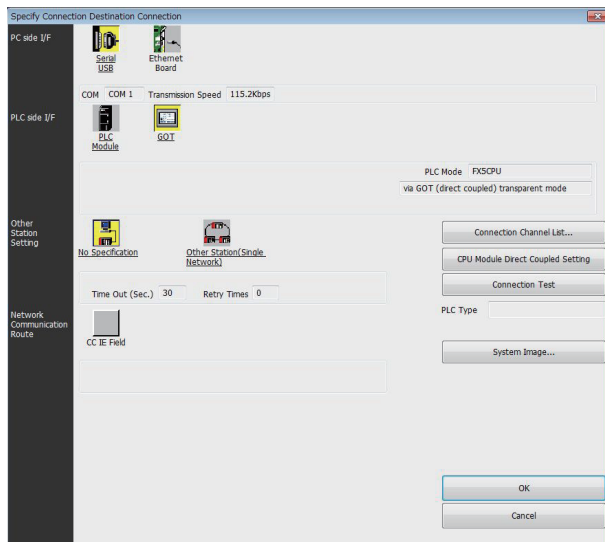 Specify Connection Destination Connection
PC side I/F
Serial
USB
Ethernet
Board
COM COM 1 Transmission Speed 115.2Kbps
PLC side I/F
PLC
Module
GOT
PLC Mode FX5CPU
via GOT (direct coupled) transparent mode
Other
Station
Setting
No Specification
Other Station(Single
Network)
Connection Channel List...
CPU Module Direct Coupled Setting
Time Out (Sec.) 30 Retry Times 0
Connection Test
Network
Communication
Route
CC IE Field
PLC Type
System Image...
OK
Cancel